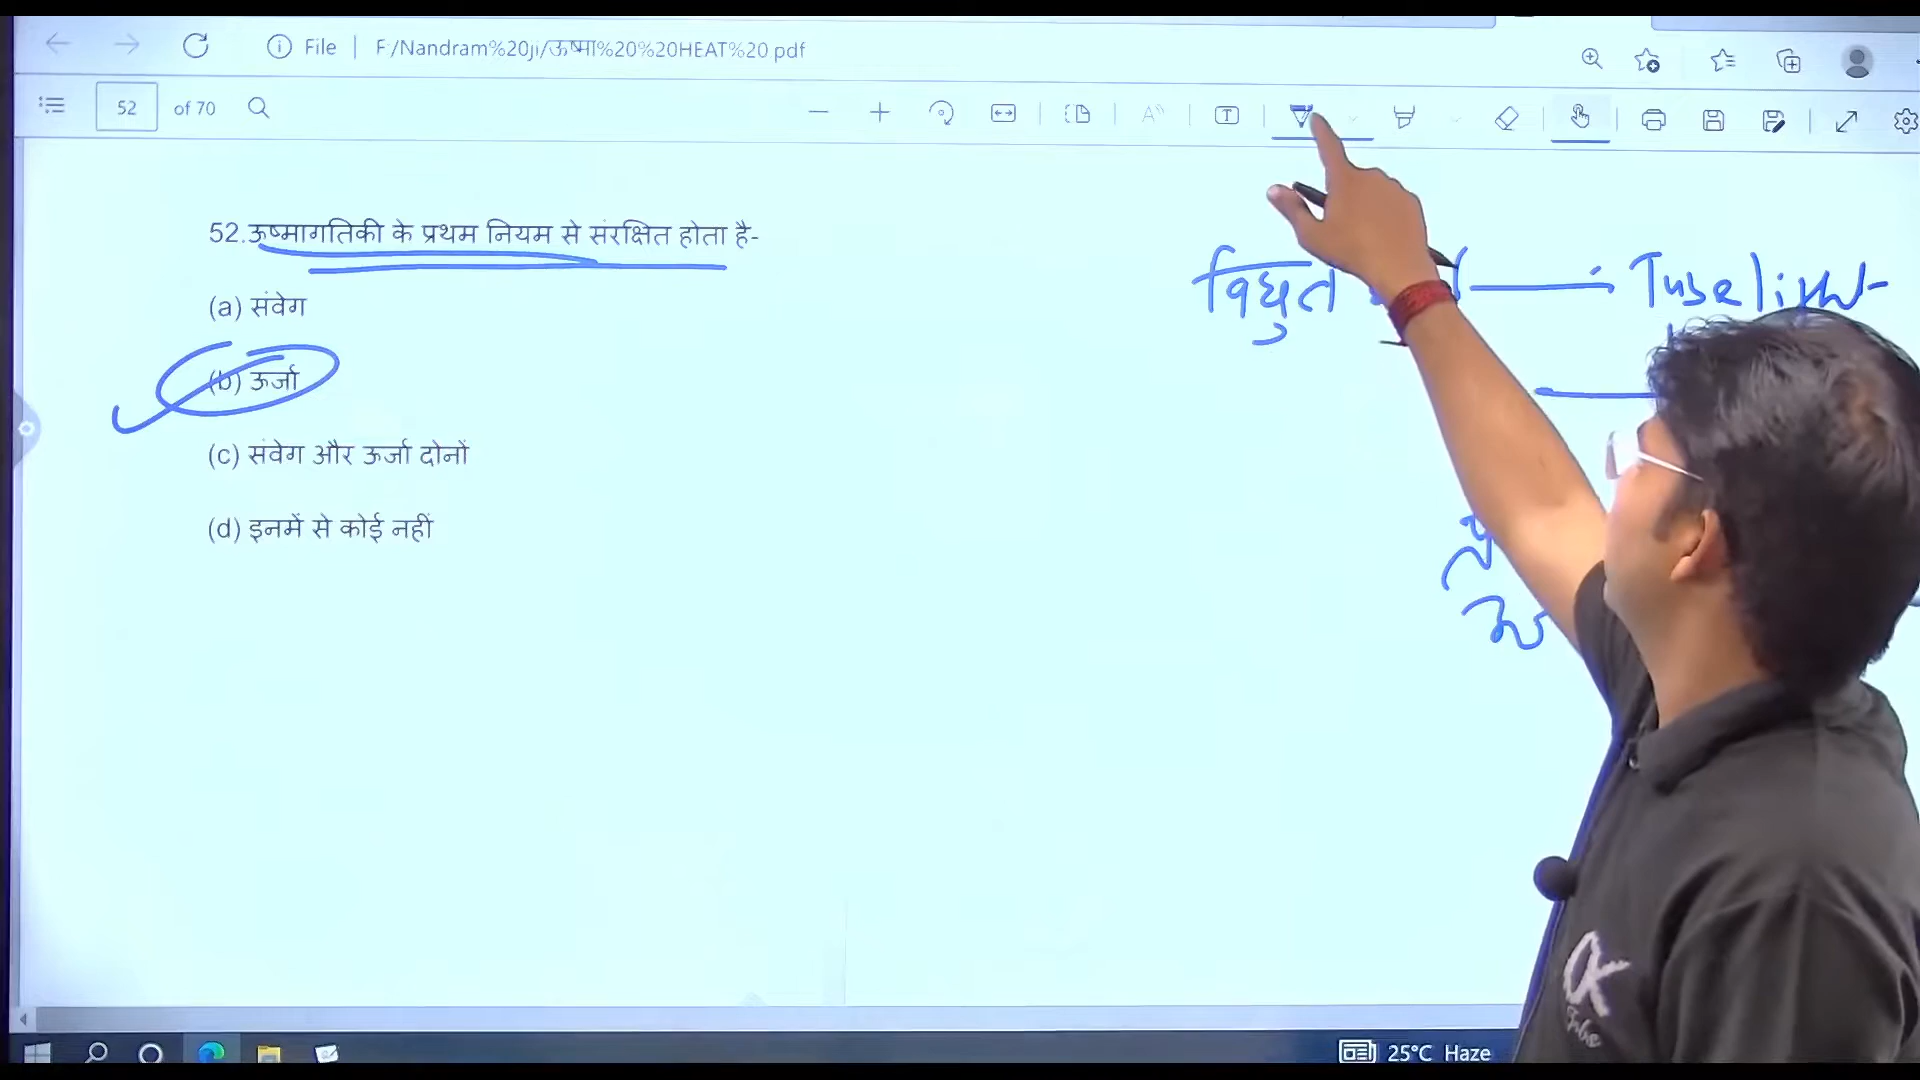 File | F:/Nandram%20ji/ऊष्मा%20%20HEAT%20.pdf
52 of 70
52.ऊष्मागतिकी के प्रथम नियम से संरक्षित होता है-
(a) संवेग
(b) ऊर्जा
(c) संवेग और ऊर्जा दोनों
(d) इनमें से कोई नहीं
विधुत
Tubelight
25°C Haze